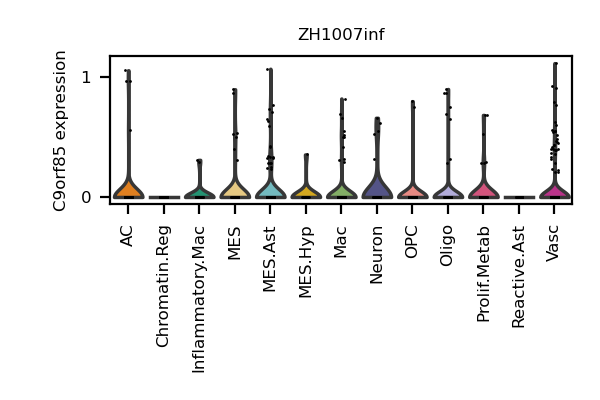 ZH1007inf
C9orf85 expression
1
0
AC
Chromatin.Reg
Inflammatory.Mac
MES
MES.Ast
MES.Hyp
Mac
Neuron
OPC
Oligo
Prolif.Metab
Reactive.Ast
Vasc